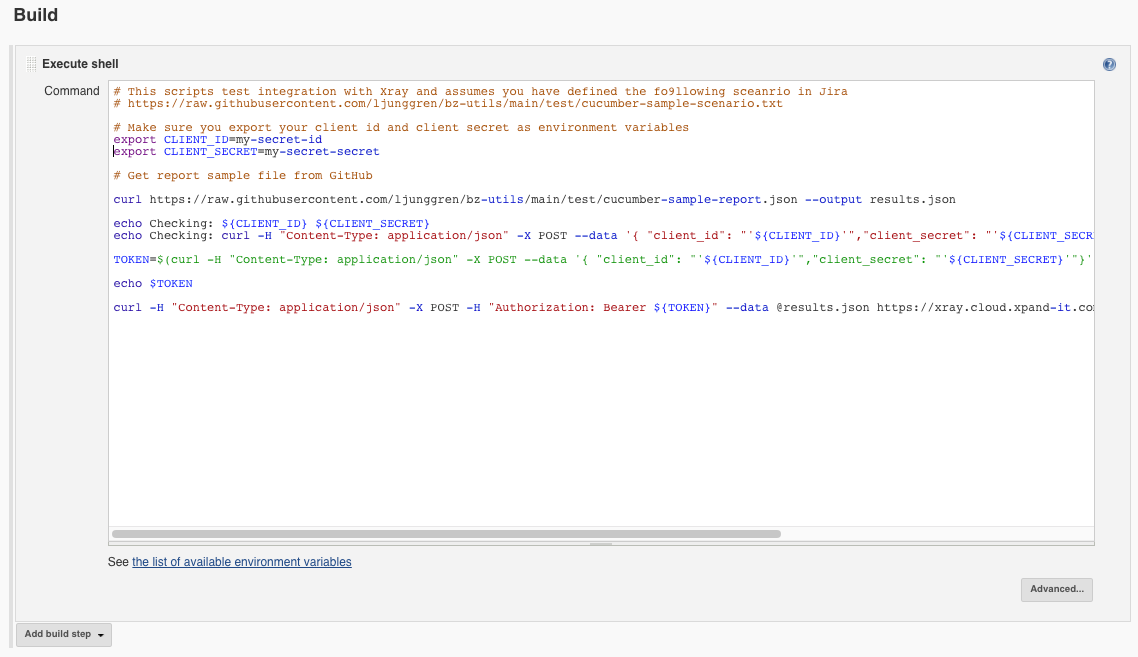 Build
Execute shell
Command
# This scripts test integration with Xray and assumes you have defined the fo9llowing sceanrio in Jira
# https://raw.githubusercontent.com/ljunggren/bz-utils/main/test/cucumber-sample-scenario.txt
# Make sure you export your client id and client secret as environment variables
export CLIENT_ID=my-secret-id
export CLIENT_SECRET=my-secret-secret
# Get report sample file from GitHub
curl https://raw.githubusercontent.com/ljunggren/bz-utils/main/test/cucumber-sample-report.json --output results.json
echo Checking: ${CLIENT_ID} ${CLIENT_SECRET}
echo Checking: curl -H "Content-Type: application/json" -X POST --data '{ "client_id": "'${CLIENT_ID}'","client_secret": "'${CLIENT_SECR
TOKEN=$(curl -H "Content-Type: application/json" -X POST --data '{ "client_id": "'${CLIENT_ID}'","client_secret": "'${CLIENT_SECRET}'"}'
echo $TOKEN
curl -H "Content-Type: application/json" -X POST -H "Authorization: Bearer ${TOKEN}" --data @results.json https://xray.cloud.xpand-it.co
See the list of available environment variables
Advanced...
Add build step